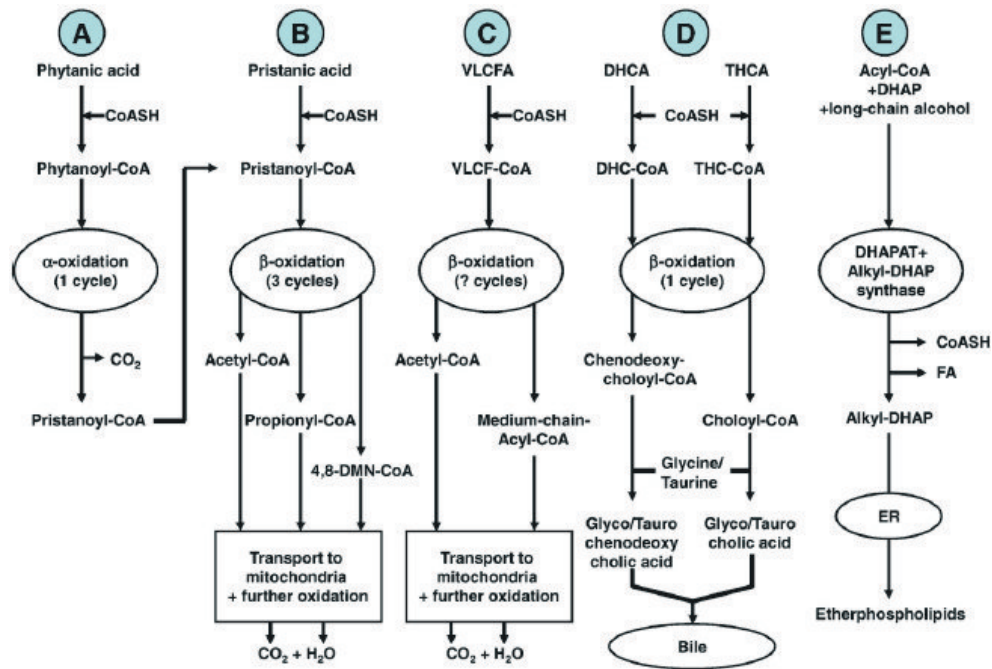 A
Phytanic acid
CoASH
Phytanoyl-CoA
α-oxidation
(1 cycle)
CO2
Pristanoyl-CoA
B
Pristanic acid
CoASH
Pristanoyl-CoA
β-oxidation
(3 cycles)
Acetyl-CoA
Propionyl-CoA
4,8-DMN-CoA
Transport to
mitochondria
+ further oxidation
CO2 + H2O
C
VLCFA
CoASH
VLCF-CoA
β-oxidation
(? cycles)
Acetyl-CoA
Medium-chain-
Acyl-CoA
Transport to
mitochondria
+ further oxidation
CO2 + H2O
D
DHCA
THCA
CoASH
DHC-CoA
THC-CoA
β-oxidation
(1 cycle)
Chenodeoxy-
choloyl-CoA
Choloyl-CoA
Glycine/
Taurine
Glyco/Tauro
chenodeoxy
cholic acid
Glyco/Tauro
cholic acid
Bile
E
Acyl-CoA
+DHAP
+long-chain alcohol
DHAPAT+
Alkyl-DHAP
synthase
CoASH
FA
Alkyl-DHAP
ER
Etherphospholipids